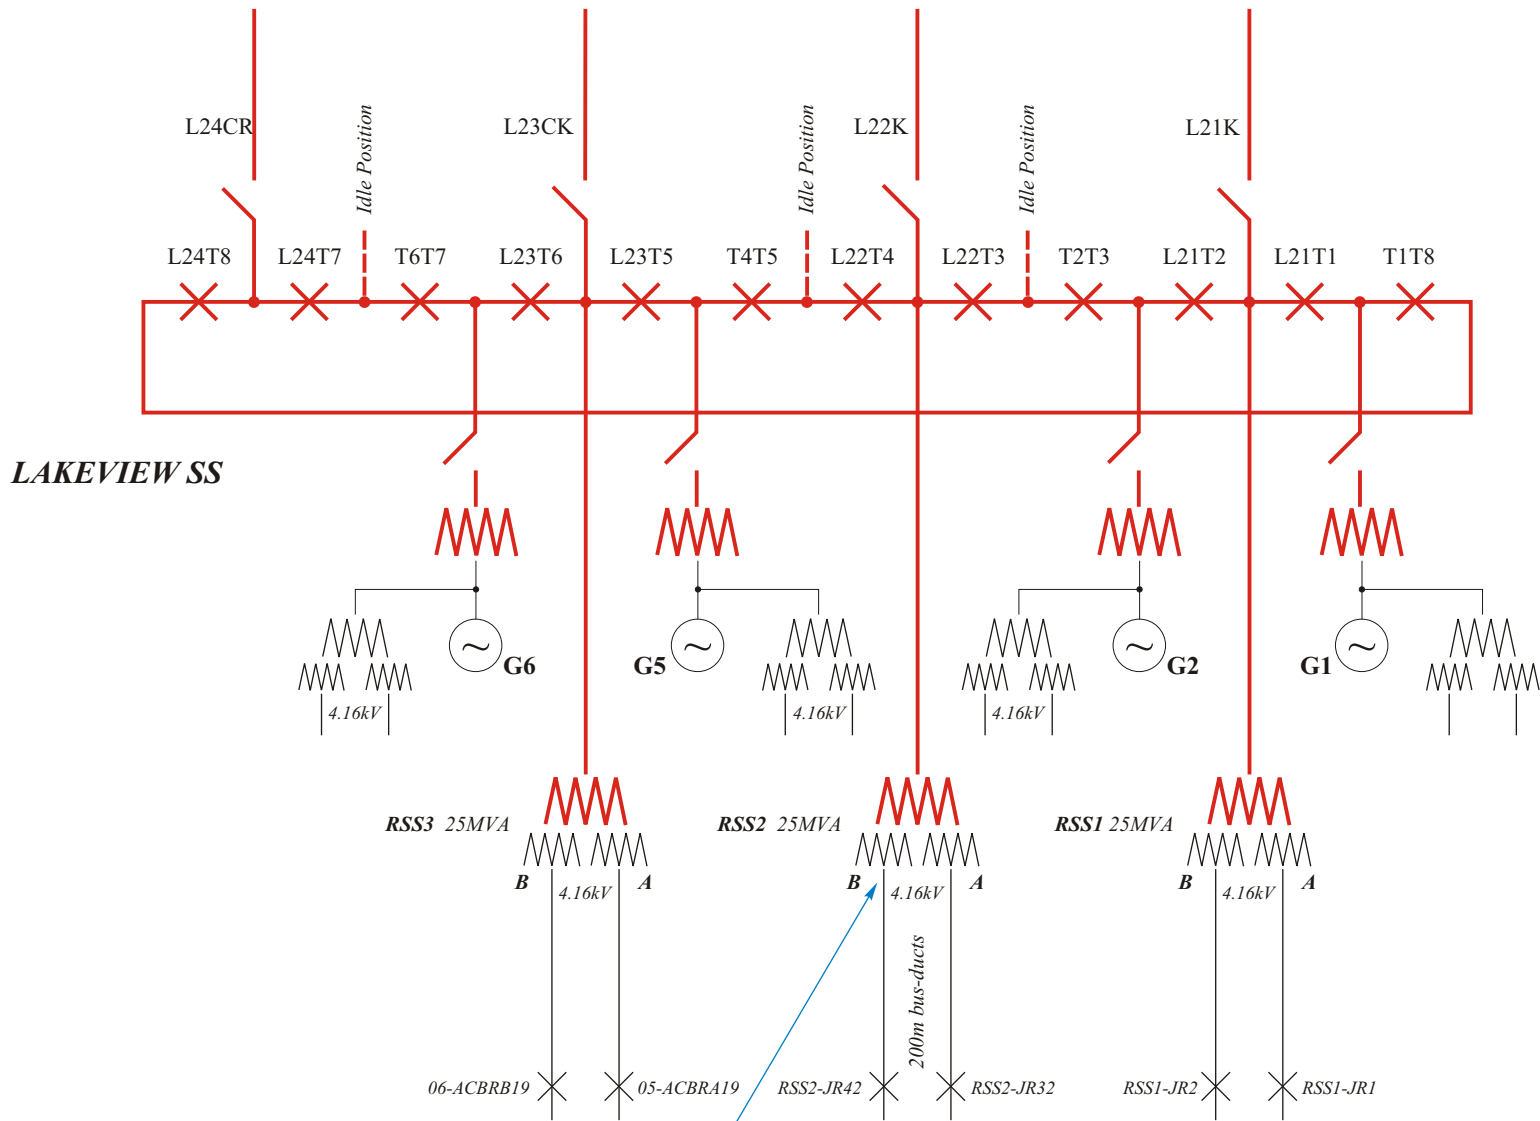 L24CR
L23CK
L22K
L21K
Idle Position
Idle Position
Idle Position
L24T8
L24T7
T6T7
L23T6
L23T5
T4T5
L22T4
L22T3
T2T3
L21T2
L21T1
T1T8
LAKEVIEW SS
G6
G5
G2
G1
4.16kV
4.16kV
4.16kV
RSS3 25MVA
RSS2 25MVA
RSS1 25MVA
B
4.16kV
A
B
4.16kV
A
B
4.16kV
A
200m bus-ducts
06-ACBRB19
05-ACBRA19
RSS2-JR42
RSS2-JR32
RSS1-JR2
RSS1-JR1